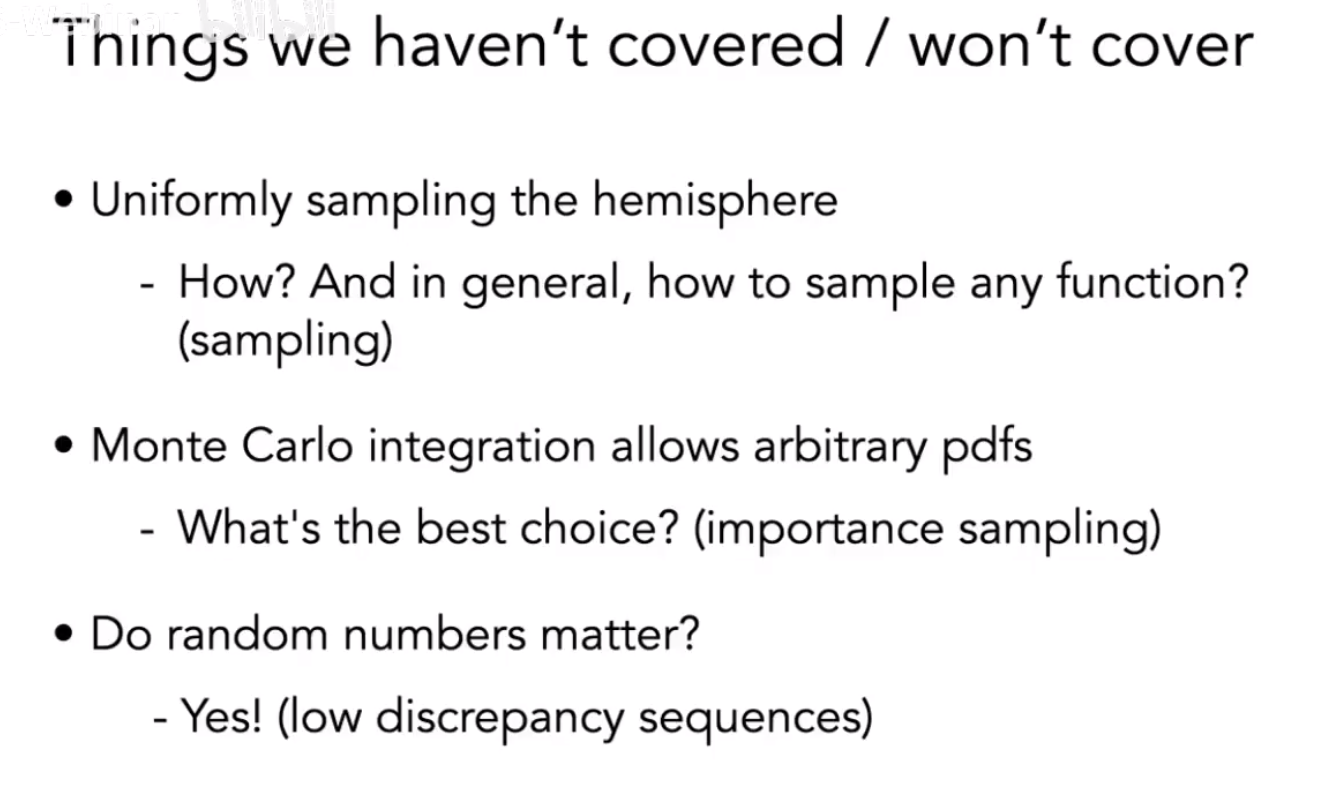 Things we haven't covered / won't cover
• Uniformly sampling the hemisphere
- How? And in general, how to sample any function?
(sampling)
• Monte Carlo integration allows arbitrary pdfs
- What's the best choice? (importance sampling)
• Do random numbers matter?
- Yes! (low discrepancy sequences)